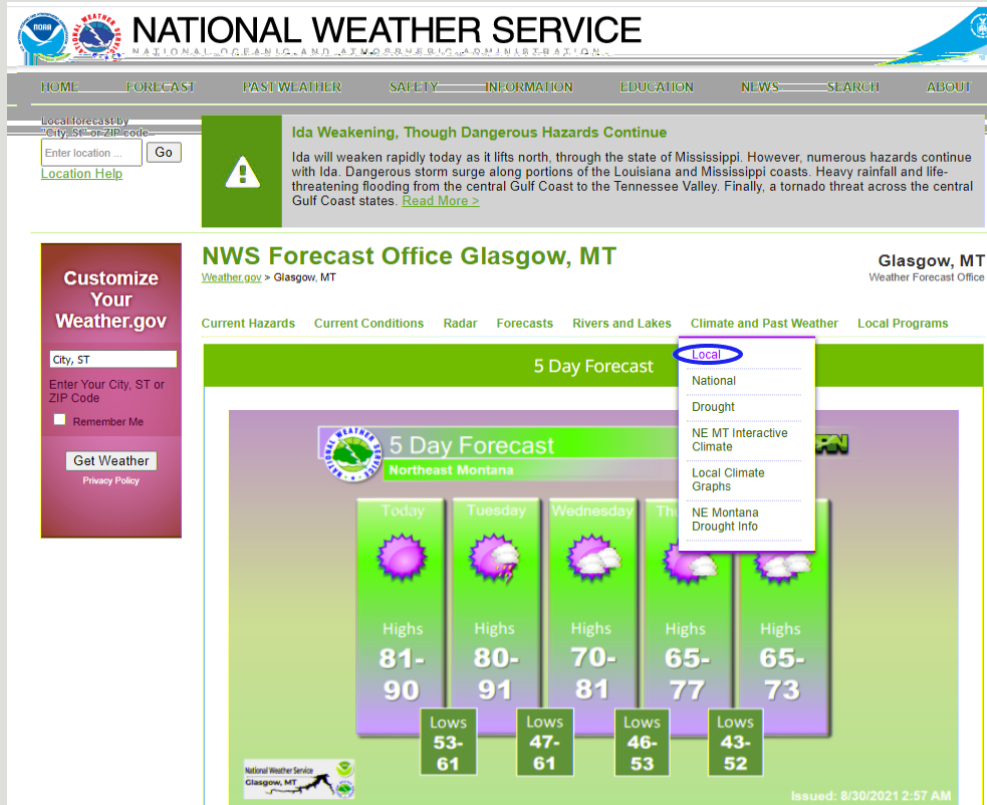 NATIONAL WEATHER SERVICE
NATIONAL OCEANIC AND ATMOSPHERIC ADMINISTRATION
HOME FORECAST PAST WEATHER SAFETY INFORMATION EDUCATION NEWS SEARCH ABOUT
Local forecast by
"City, St" or ZIP code
Enter location ...
Go
Location Help
Ida Weakening, Though Dangerous Hazards Continue
Ida will weaken rapidly today as it lifts north, through the state of Mississippi. However, numerous hazards continue
with Ida. Dangerous storm surge along portions of the Louisiana and Mississippi coasts. Heavy rainfall and life-
threatening flooding from the central Gulf Coast to the Tennessee Valley. Finally, a tornado threat across the central
Gulf Coast states. Read More >
Customize
Your
Weather.gov
City, ST
Enter Your City, ST or
ZIP Code
Remember Me
Get Weather
Privacy Policy
NWS Forecast Office Glasgow, MT
Weather.gov > Glasgow, MT
Glasgow, MT
Weather Forecast Office
Current Hazards Current Conditions Radar Forecasts Rivers and Lakes Climate and Past Weather Local Programs
Local
National
Drought
NE MT Interactive
Climate
Local Climate
Graphs
NE Montana
Drought Info
5 Day Forecast
5 Day Forecast
Northeast Montana
Today Tuesday Wednesday Th
Highs Highs Highs Highs Highs
81- 80- 70- 65- 65-
90 91 81 77 73
Lows Lows Lows Lows
53- 47- 46- 43-
61 61 53 52
National Weather Service
Glasgow, MT
Issued: 8/30/2021 2:57 AM